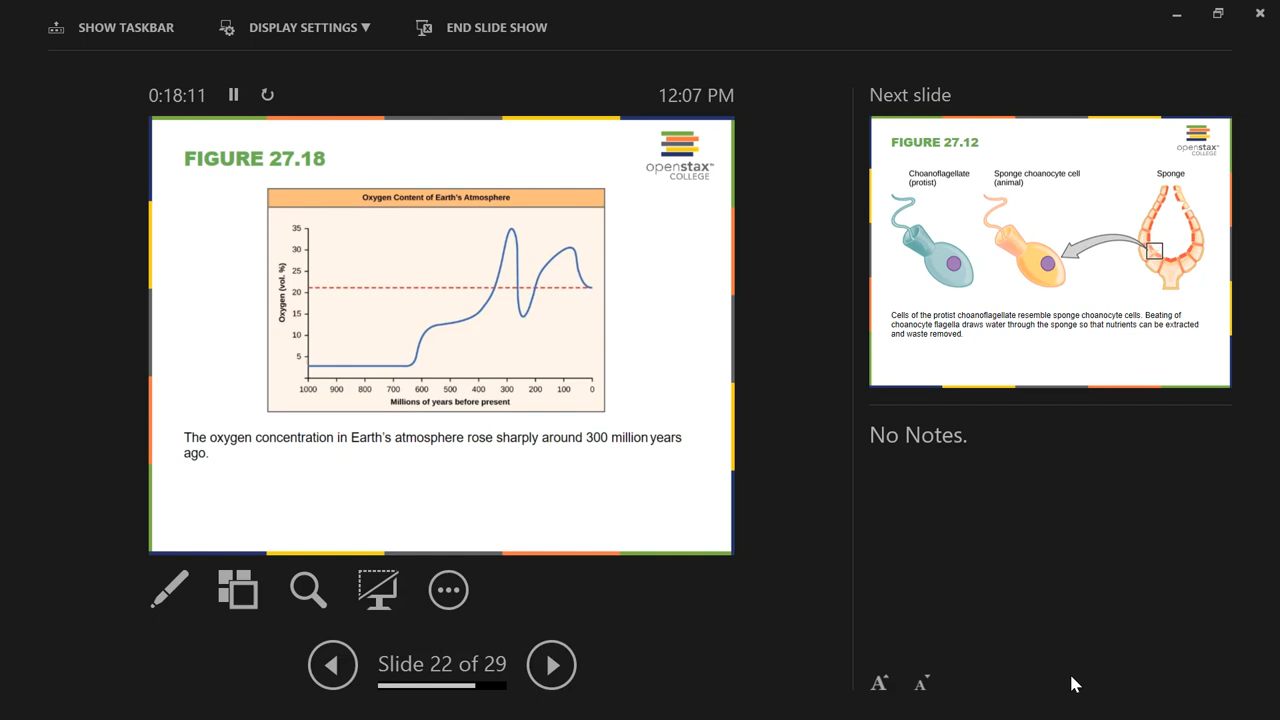 SHOW TASKBAR
DISPLAY SETTINGS ▼
END SLIDE SHOW
0:18:11
12:07 PM
FIGURE 27.18
openstax™
COLLEGE
Oxygen Content of Earth's Atmosphere
Oxygen (vol. %)
35
30
25
20
15
10
5
1000 900 800 700 600 500 400 300 200 100 0
Millions of years before present
The oxygen concentration in Earth's atmosphere rose sharply around 300 million years
ago.
Slide 22 of 29
Next slide
FIGURE 27.12
openstax™
COLLEGE
Choanoflagellate
(protist)
Sponge choanocyte cell
(animal)
Sponge
Cells of the protist choanoflagellate resemble sponge choanocyte cells. Beating of
choanocyte flagella draws water through the sponge so that nutrients can be extracted
and waste removed.
No Notes.
A
A